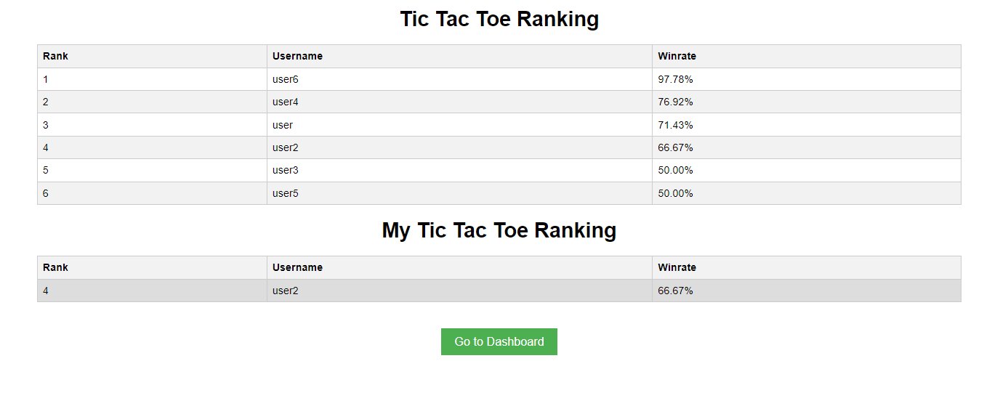 Tic Tac Toe Ranking
Rank Username Winrate
1 user6 97.78%
2 user4 76.92%
3 user 71.43%
4 user2 66.67%
5 user3 50.00%
6 user5 50.00%
My Tic Tac Toe Ranking
Rank Username Winrate
4 user2 66.67%
Go to Dashboard